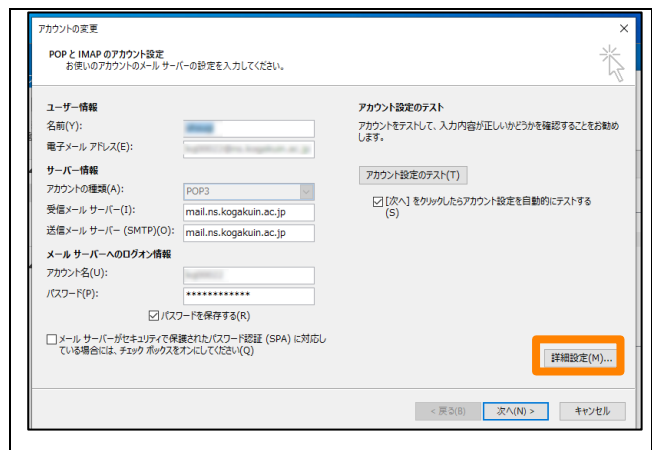 アカウントの変更
POP と IMAP のアカウント設定
お使いのアカウントのメール サーバーの設定を入力してください。
ユーザー情報
名前(Y):
電子メール アドレス(E):
サーバー情報
アカウントの種類(A): POP3
受信メール サーバー(I): mail.ns.kogakuin.ac.jp
送信メール サーバー (SMTP)(O): mail.ns.kogakuin.ac.jp
メール サーバーへのログオン情報
アカウント名(U):
パスワード(P): ************
パスワードを保存する(R)
メール サーバーがセキュリティで保護されたパスワード認証 (SPA) に対応し
ている場合には、チェック ボックスをオンにしてください(Q)
アカウント設定のテスト
アカウントをテストして、入力内容が正しいかどうかを確認することをお勧め
します。
アカウント設定のテスト(T)
[次へ] をクリックしたらアカウント設定を自動的にテストする
(S)
詳細設定(M)...
< 戻る(B) 次へ(N) > キャンセル